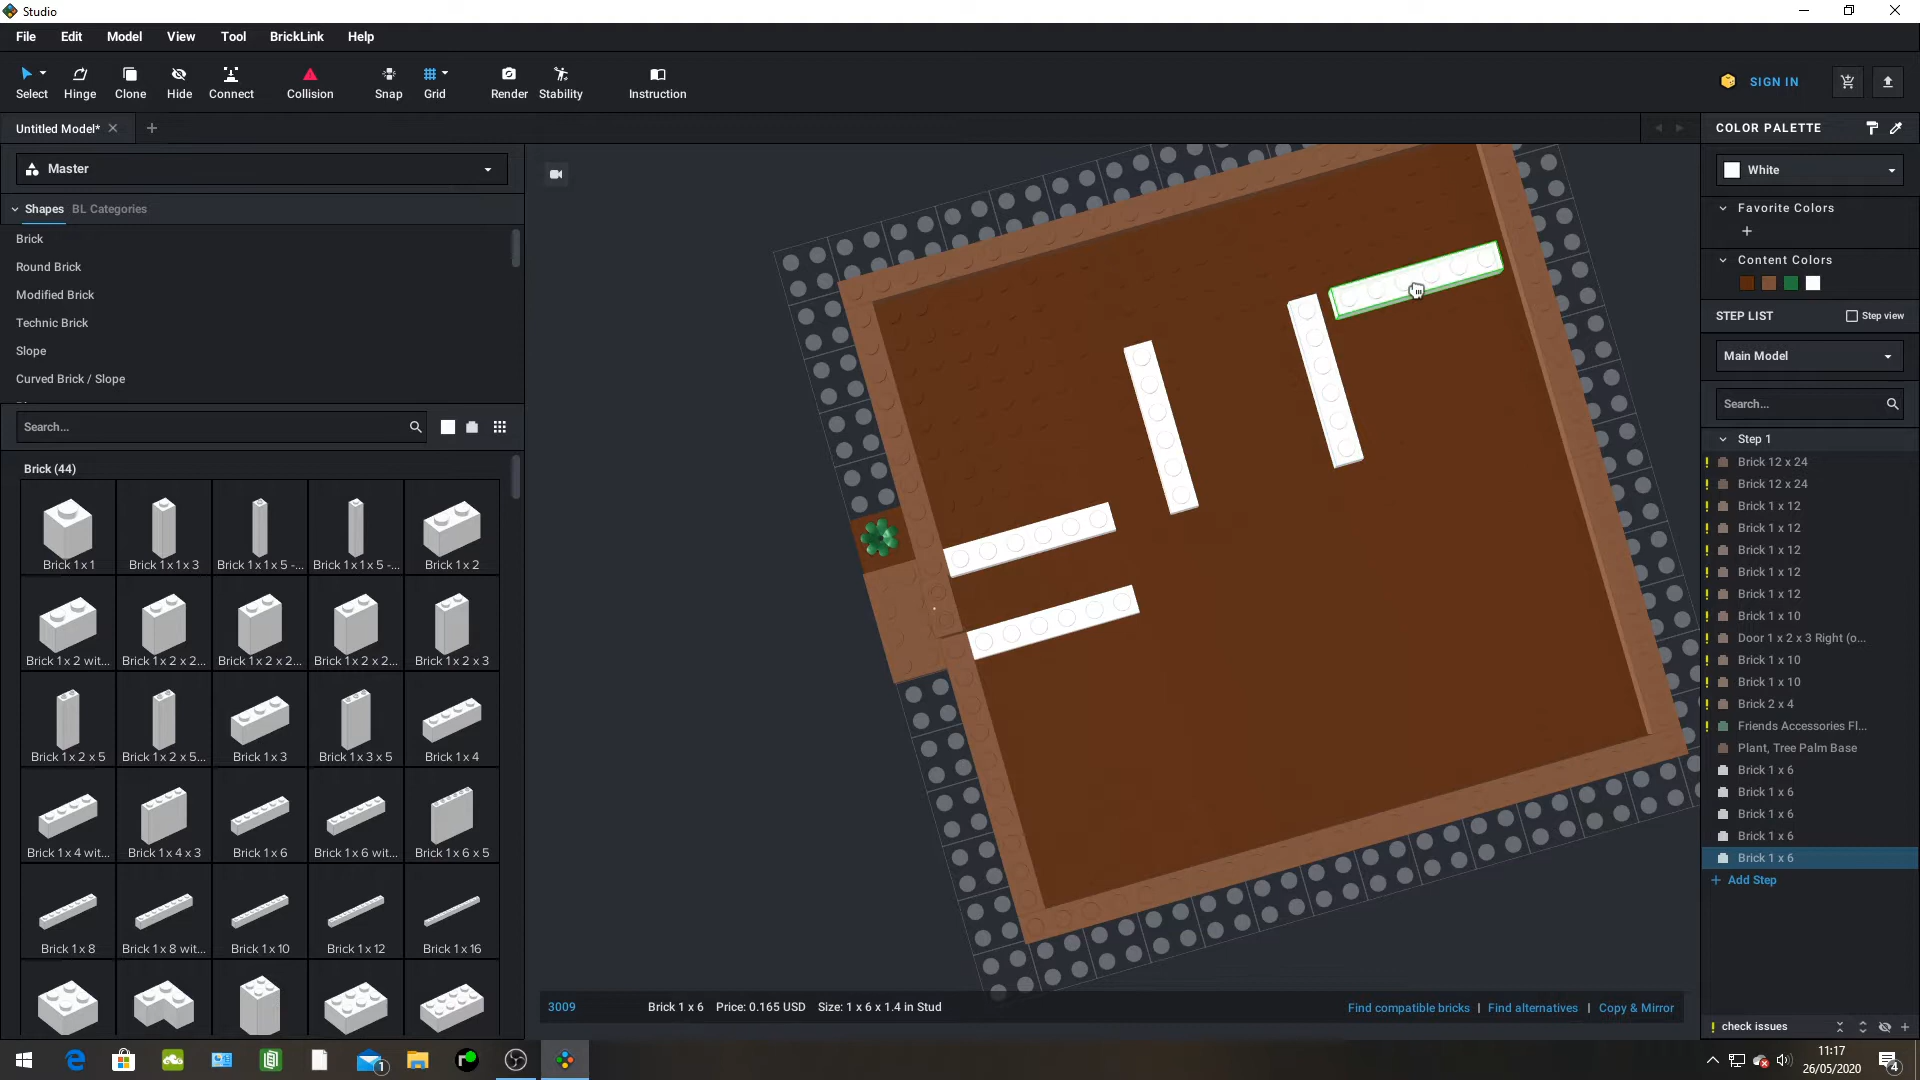 Studio
File Edit Model View Tool BrickLink Help
Select Hinge Clone Hide Connect Collision Snap Grid Render Stability Instruction
SIGN IN
Untitled Model*
COLOR PALETTE
Master
White
Shapes BL Categories
Favorite Colors
Brick
Round Brick
Content Colors
Modified Brick
Technic Brick
STEP LIST Step view
Slope
Main Model
Curved Brick / Slope
Search...
Search...
Step 1
Brick (44)
Brick 12 x 24
Brick 12 x 24
Brick 1 x 12
Brick 1 x 12
Brick 1 x 12
Brick 1 x 12
Brick 1 x 12
Brick 1 x 10
Door 1 x 2 x 3 Right (o...
Brick 1 x 10
Brick 1 x 10
Brick 2 x 4
Friends Accessories Fl...
Plant, Tree Palm Base
Brick 1 x 6
Brick 1 x 6
Brick 1 x 6
Brick 1 x 6
Brick 1 x 6
Add Step
Brick 1 x 1 Brick 1 x 1 x 3 Brick 1 x 1 x 5 -... Brick 1 x 1 x 5 -... Brick 1 x 2
Brick 1 x 2 wit... Brick 1 x 2 x 2... Brick 1 x 2 x 2... Brick 1 x 2 x 2... Brick 1 x 2 x 3
Brick 1 x 2 x 5 Brick 1 x 2 x 5... Brick 1 x 3 Brick 1 x 3 x 5 Brick 1 x 4
Brick 1 x 4 wit... Brick 1 x 4 x 3 Brick 1 x 6 Brick 1 x 6 wit... Brick 1 x 6 x 5
Brick 1 x 8 Brick 1 x 8 wit... Brick 1 x 10 Brick 1 x 12 Brick 1 x 16
3009 Brick 1 x 6 Price: 0.165 USD Size: 1 x 6 x 1.4 in Stud Find compatible bricks | Find alternatives | Copy & Mirror
check issues
1
11:17
26/05/2020
4